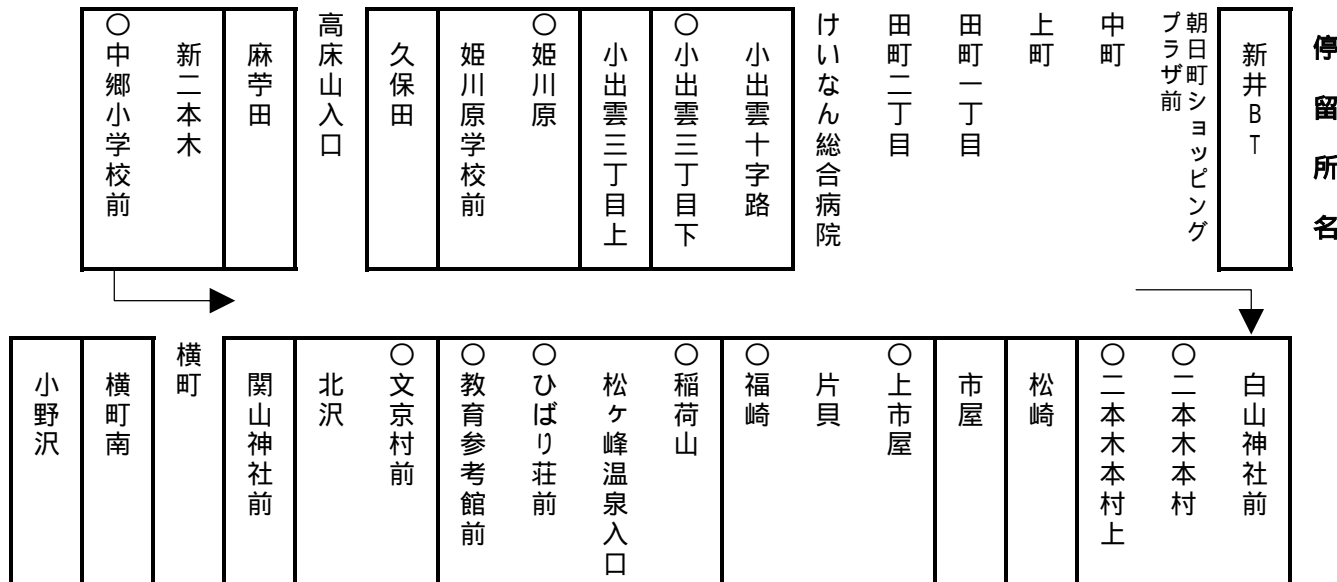 停留所名
新井BT
朝日町ショッピング
プラザ前
中町
上町
田町一丁目
田町二丁目
けいなん総合病院
小出雲十字路
○小出雲三丁目下
小出雲三丁目上
○姫川原
姫川原学校前
久保田
高床山入口
麻苧田
新二本木
○中郷小学校前
白山神社前
○二本木本村
○二本木本村上
松崎
市屋
○上市屋
片貝
○福崎
○稲荷山
松ヶ峰温泉入口
○ひばり荘前
○教育参考館前
○文京村前
北沢
関山神社前
横町
横町南
小野沢